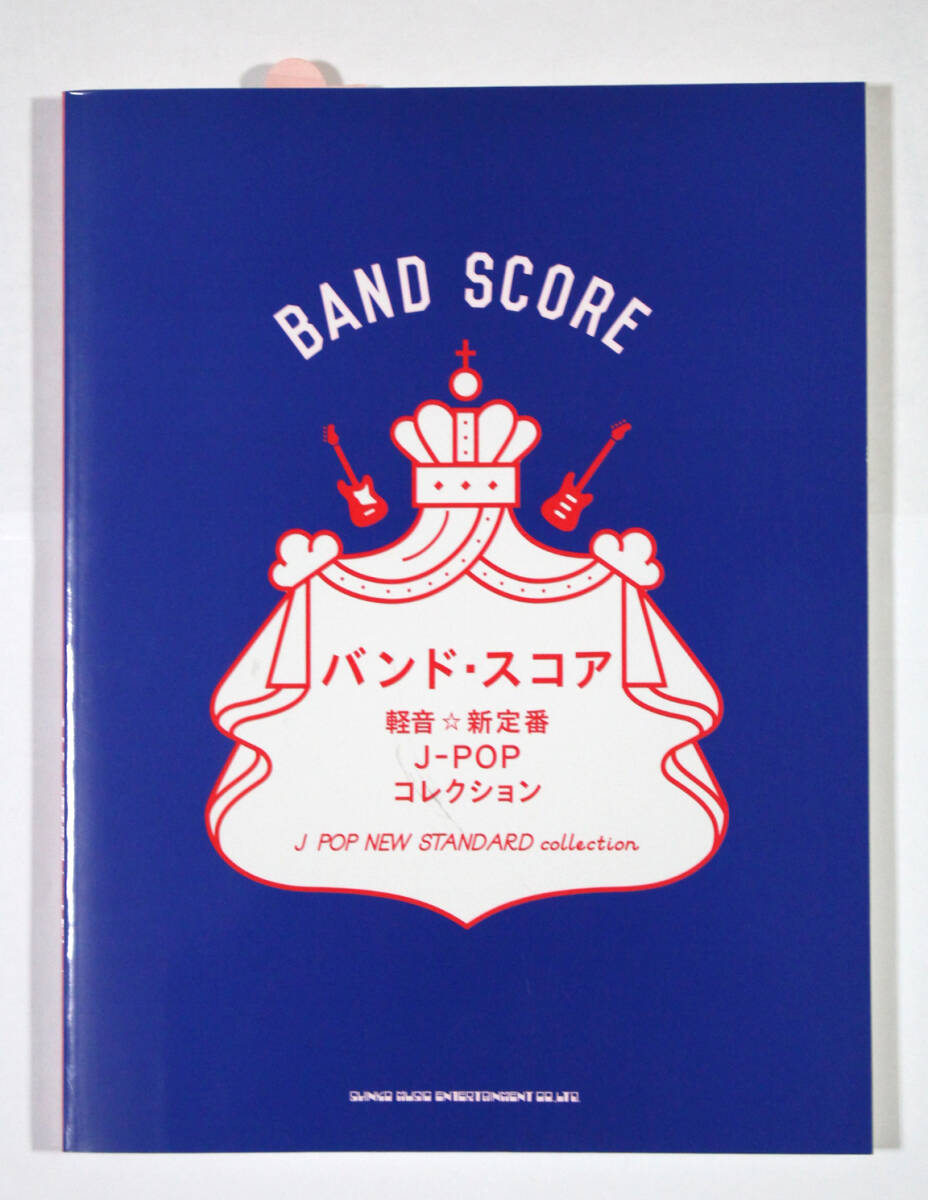 BAND SCORE
バンド・スコア
軽音☆新定番
J-POP
コレクション
J POP NEW STANDARD collection
SHINKO MUSIC ENTERTAINMENT CO.,LTD.